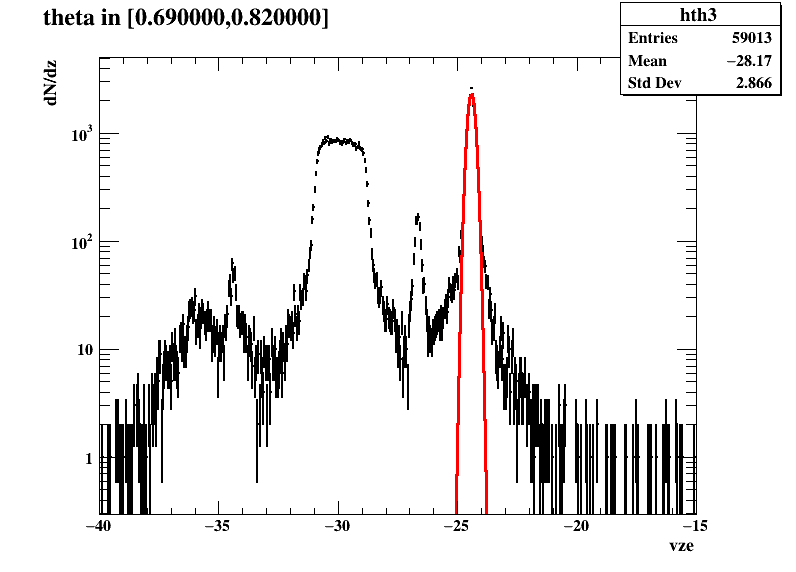 theta in [0.690000,0.820000]
hth3
Entries 59013
Mean −28.17
Std Dev 2.866
dN/dz
10³
10²
10
1
−40 −35 −30 −25 −20 −15
vze